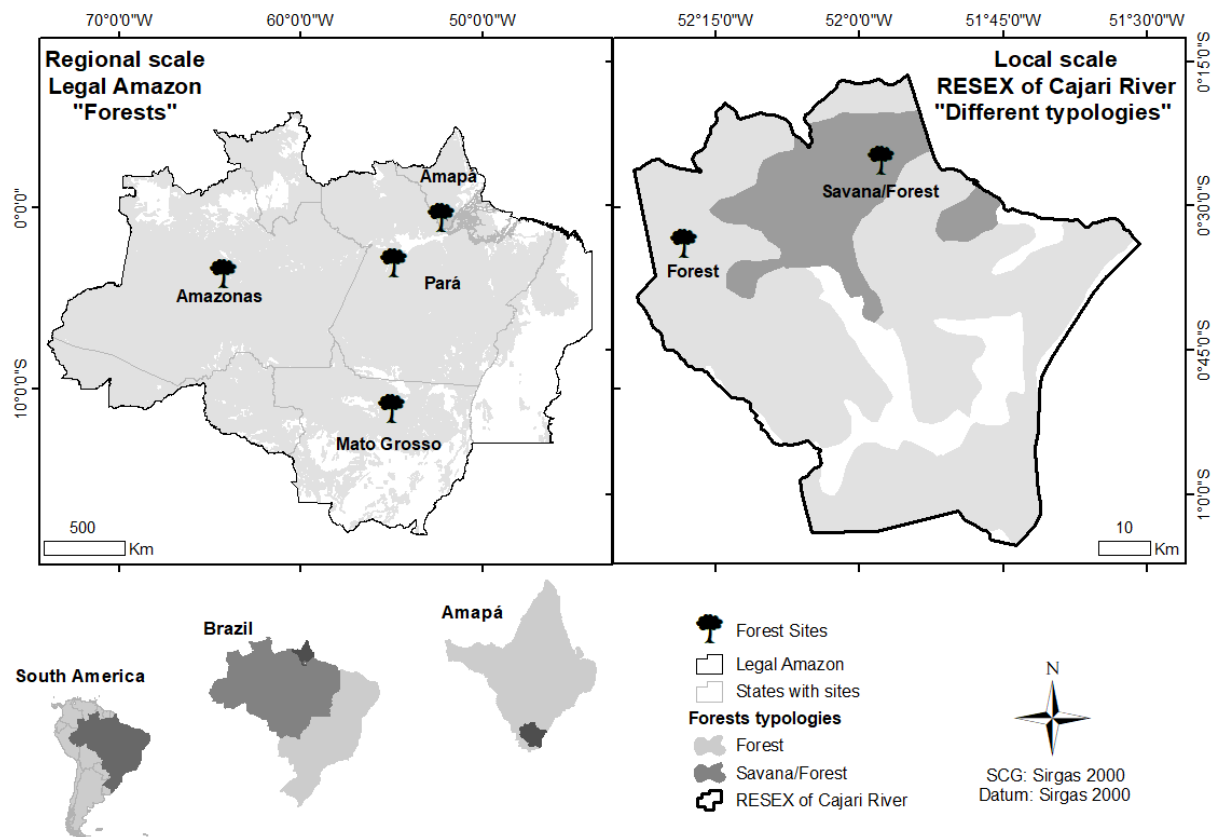 70°0'0"W
60°0'0"W
50°0'0"W
52°15'0"W
52°0'0"W
51°45'0"W
51°30'0"W
Regional scale
Legal Amazon
"Forests"
Amapá
Amazonas
Pará
Mato Grosso
0°0'0"
10°0'0"S
500
Km
Local scale
RESEX of Cajari River
"Different typologies"
Savana/Forest
Forest
0°15'0"S
0°30'0"S
0°45'0"S
1°0'0"S
10
Km
South America
Brazil
Amapá
Forest Sites
Legal Amazon
States with sites
Forests typologies
Forest
Savana/Forest
RESEX of Cajari River
N
SCG: Sirgas 2000
Datum: Sirgas 2000